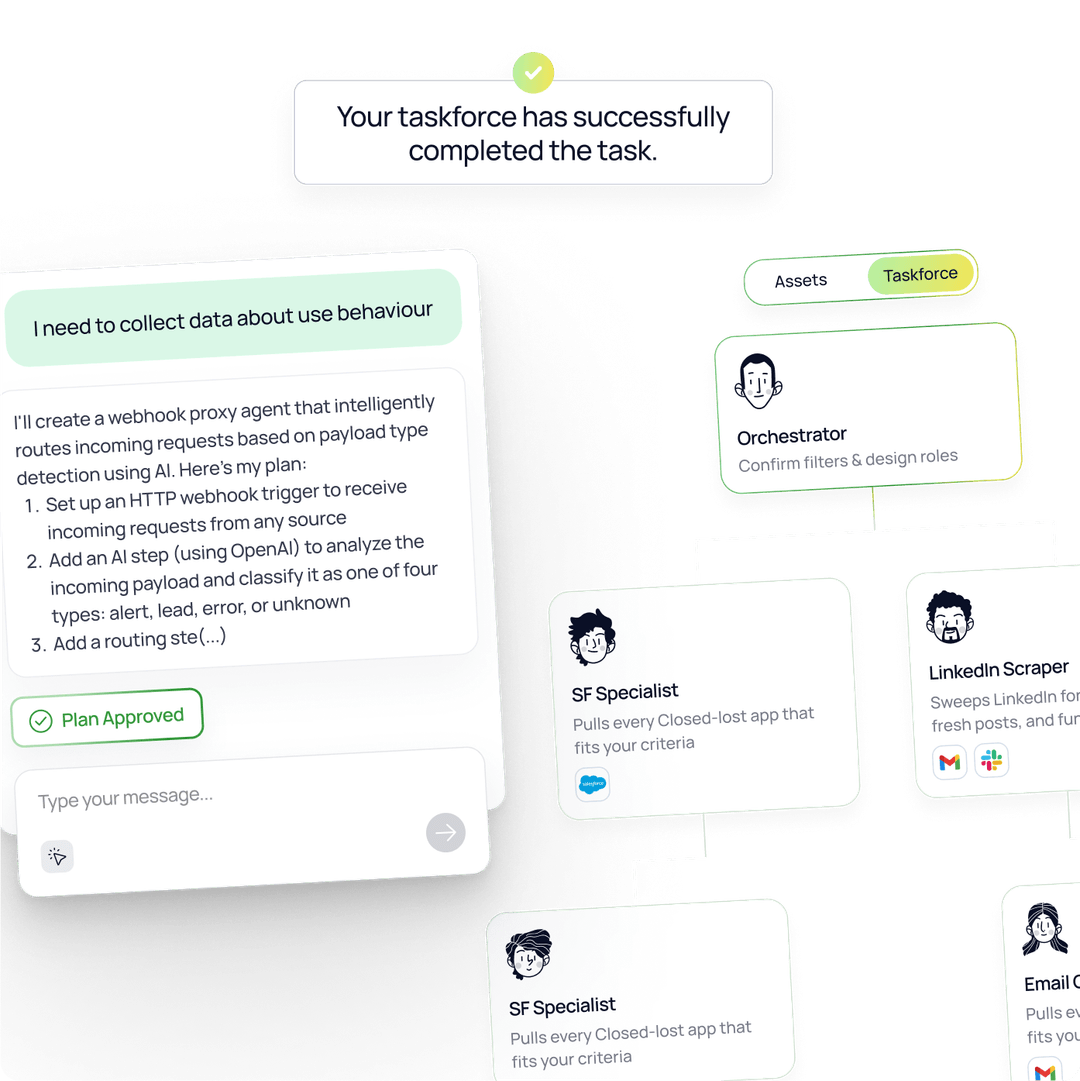 Your taskforce has successfully
completed the task.
I need to collect data about use behaviour
I'll create a webhook proxy agent that intelligently
routes incoming requests based on payload type
detection using AI. Here's my plan:
1. Set up an HTTP webhook trigger to receive
incoming requests from any source
2. Add an AI step (using OpenAI) to analyze the
incoming payload and classify it as one of four
types: alert, lead, error, or unknown
3. Add a routing ste(...)
Plan Approved
Type your message...
Assets
Taskforce
Orchestrator
Confirm filters & design roles
SF Specialist
Pulls every Closed-lost app that
fits your criteria
salesforce
LinkedIn Scraper
Sweeps LinkedIn for
fresh posts, and fun
SF Specialist
Pulls every Closed-lost app that
fits your criteria
Email
Pulls
fits